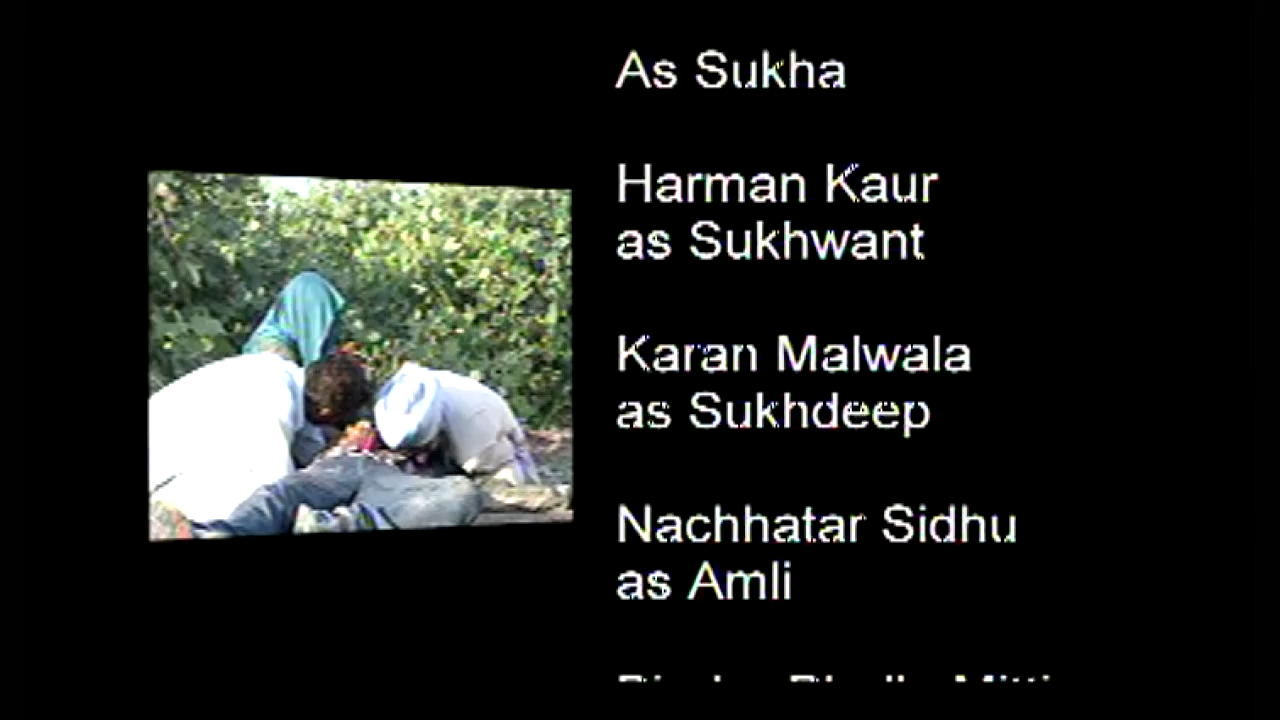 As Sukha
Harman Kaur
as Sukhwant
Karan Malwala
as Sukhdeep
Nachhatar Sidhu
as Amli